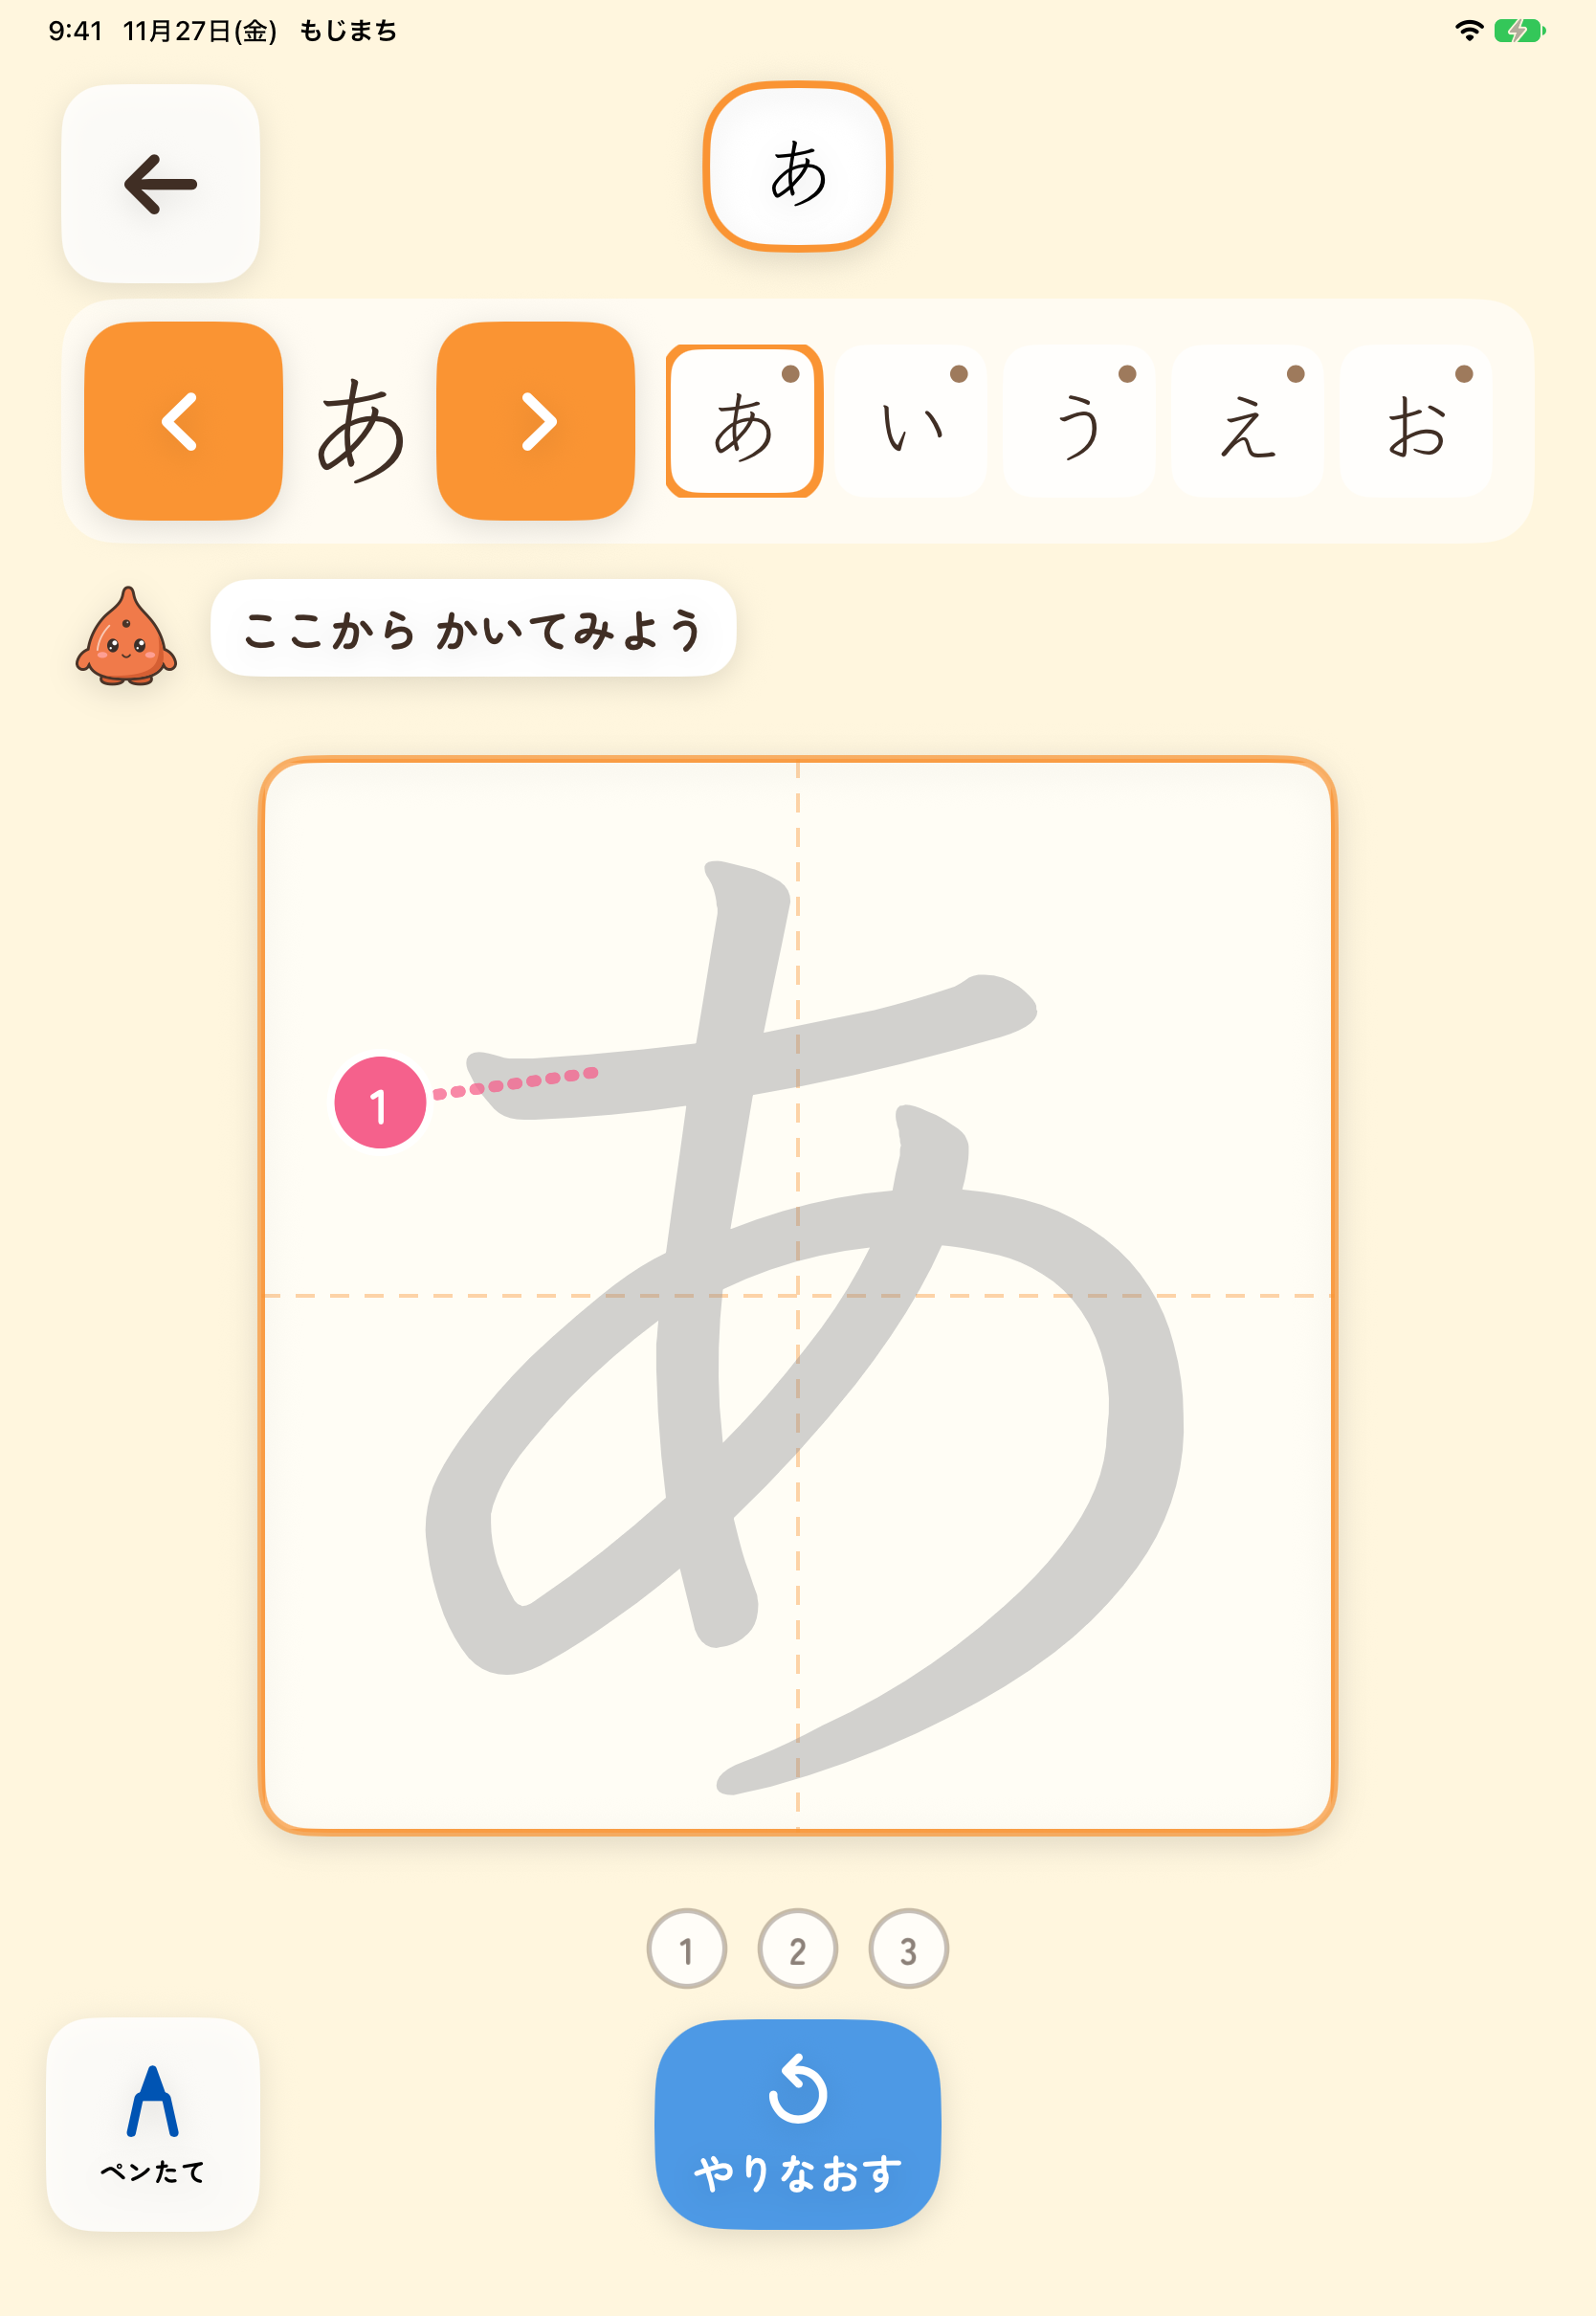 9:41 11月27日(金) もじまち
あ
あ あ い う え お
ここから かいてみよう
1
あ
1 2 3
ペンたて
やりなおす